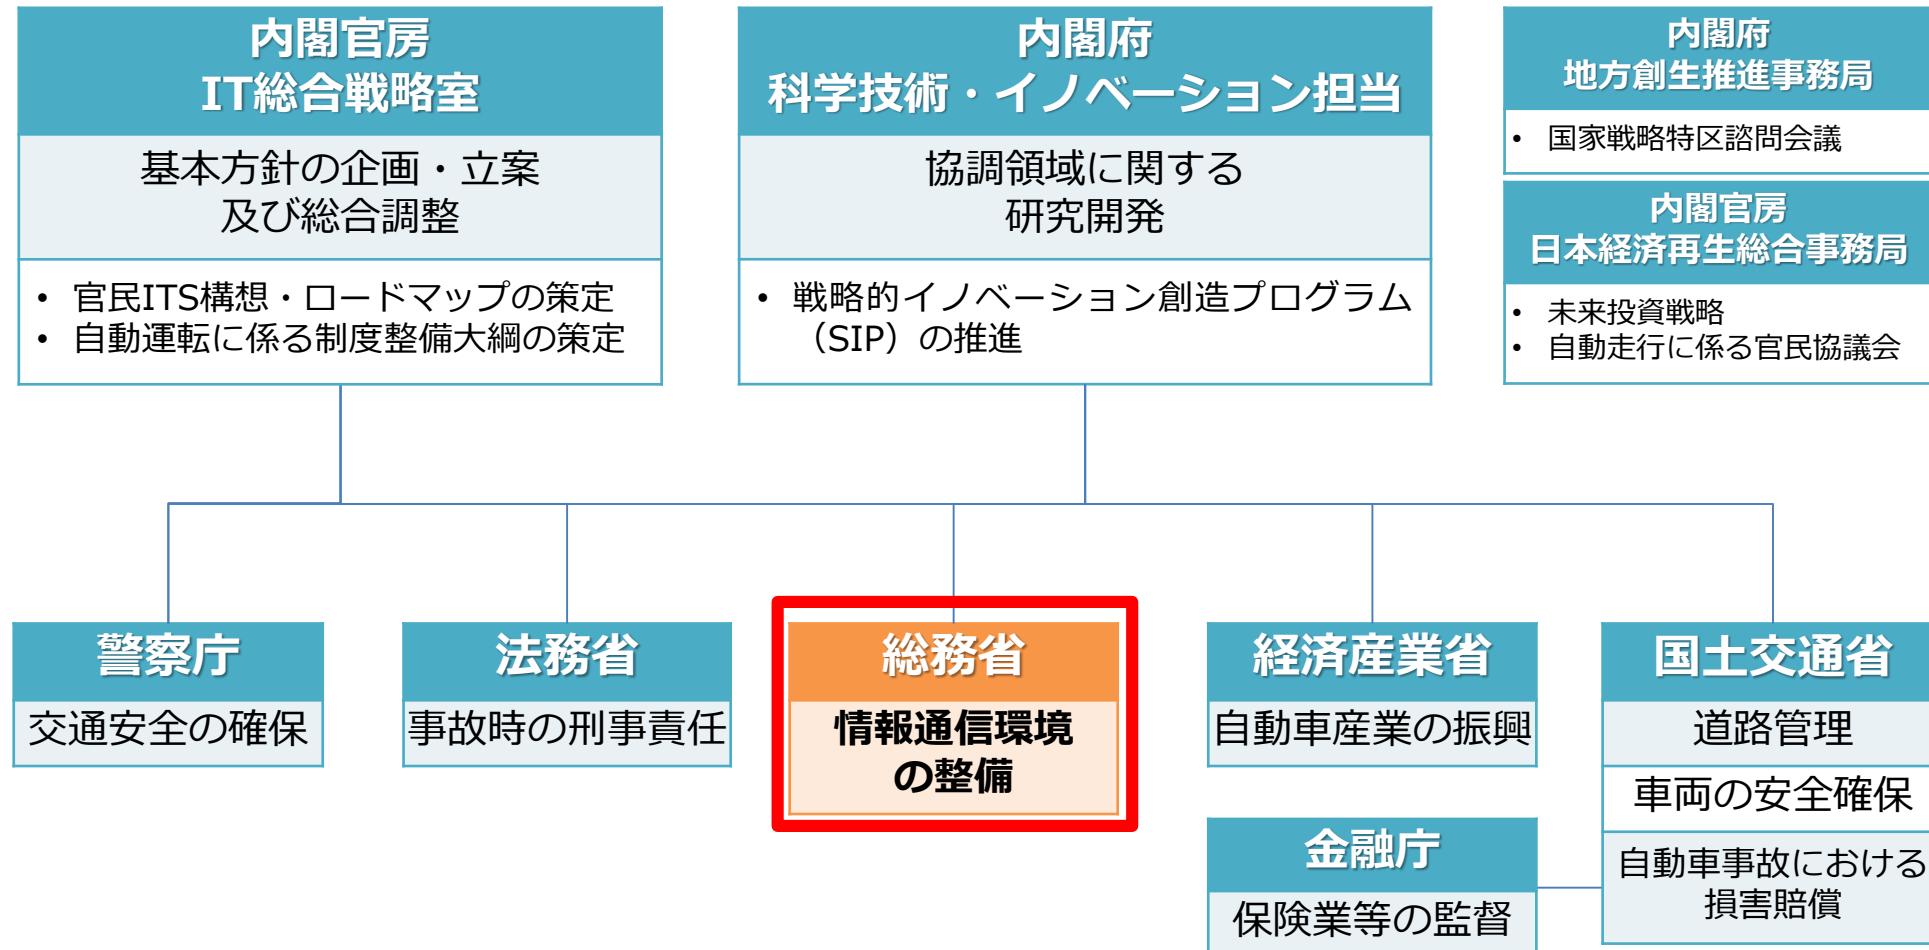 内閣官房
IT総合戦略室
基本方針の企画・立案
及び総合調整
• 官民ITS構想・ロードマップの策定
• 自動運転に係る制度整備大綱の策定
内閣府
科学技術・イノベーション担当
協調領域に関する
研究開発
• 戦略的イノベーション創造プログラム
（SIP）の推進
内閣府
地方創生推進事務局
• 国家戦略特区諮問会議
内閣官房
日本経済再生総合事務局
• 未来投資戦略
• 自動走行に係る官民協議会
警察庁
交通安全の確保
法務省
事故時の刑事責任
総務省
情報通信環境
の整備
経済産業省
自動車産業の振興
金融庁
保険業等の監督
国土交通省
道路管理
車両の安全確保
自動車事故における
損害賠償